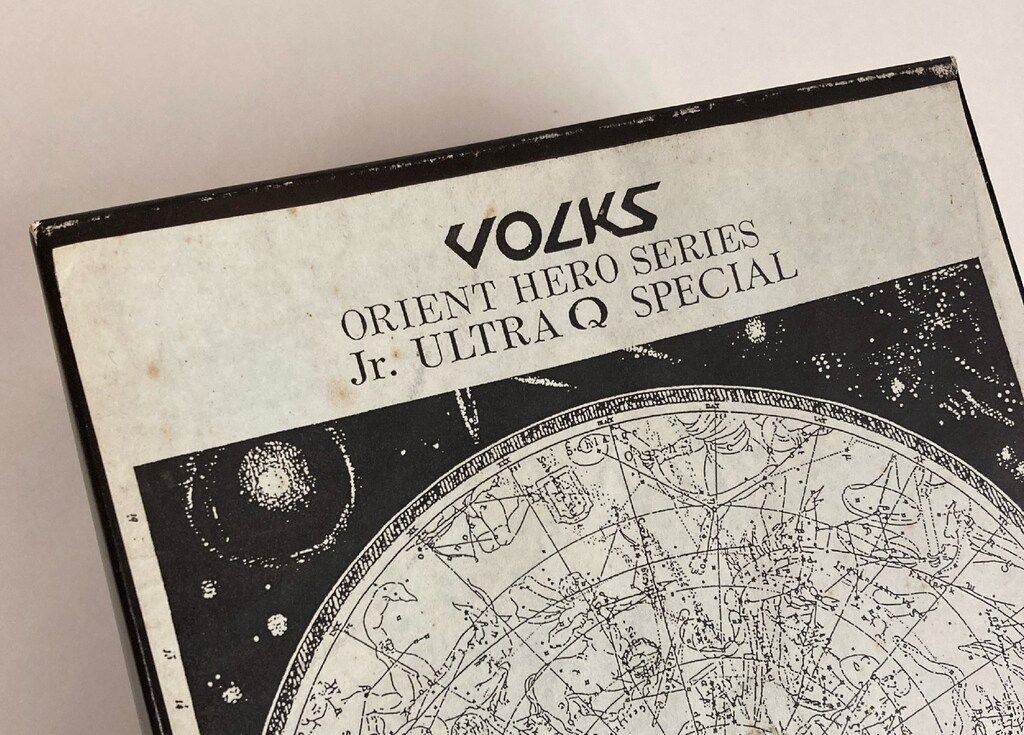 VOLKS
ORIENT HERO SERIES
Jr. ULTRA Q SPECIAL